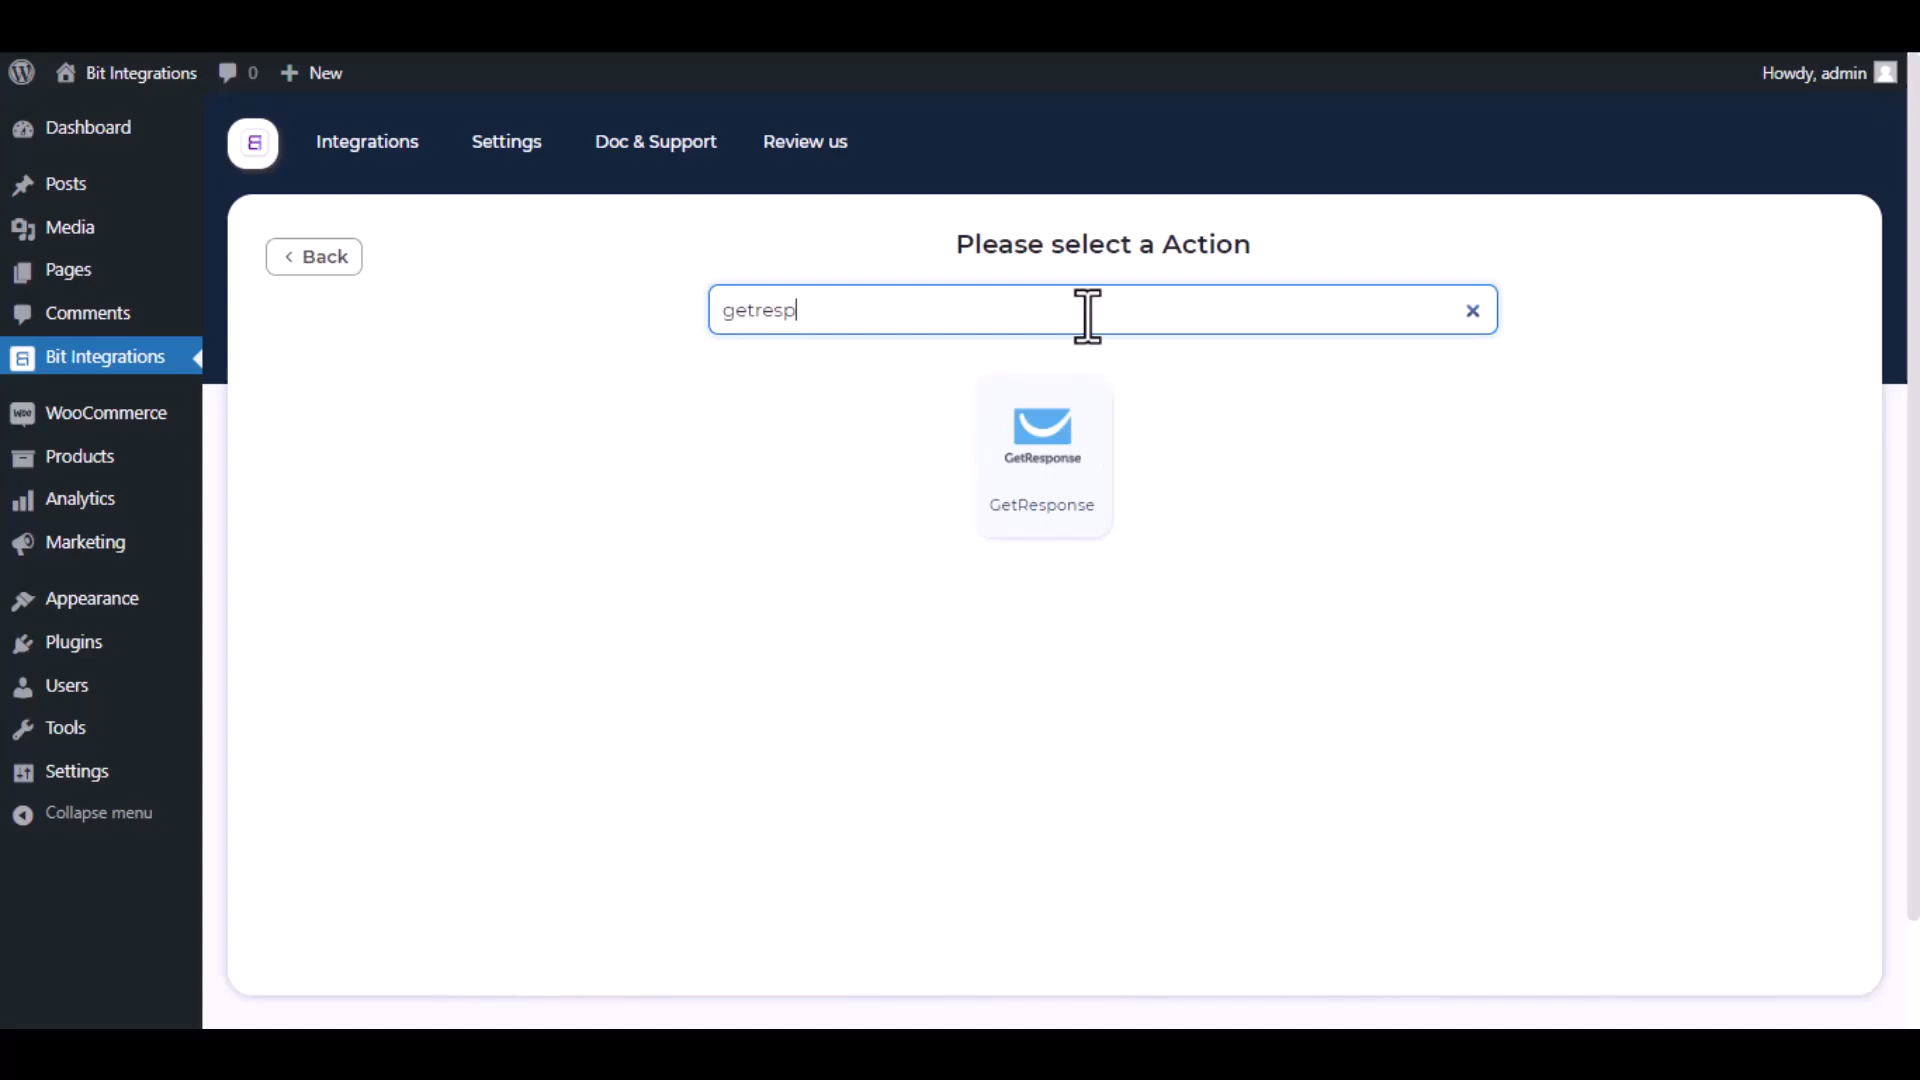 Bit Integrations 0 New Howdy, admin
Dashboard
Posts
Media
Pages
Comments
Bit Integrations
WooCommerce
Products
Analytics
Marketing
Appearance
Plugins
Users
Tools
Settings
Collapse menu
Integrations Settings Doc & Support Review us
Back
Please select a Action
getresp
GetResponse
GetResponse